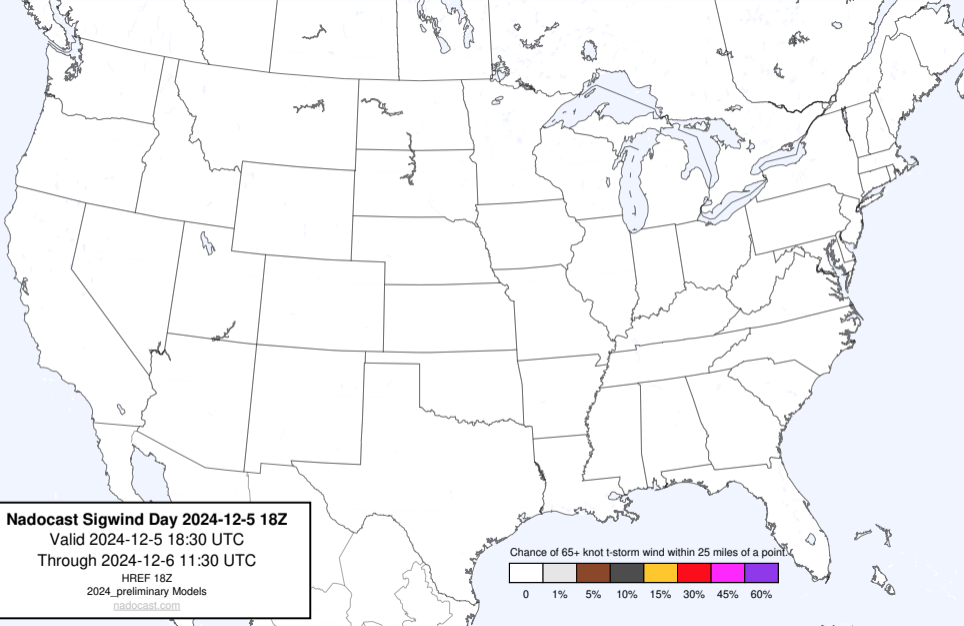 Nadocast Sigwind Day 2024-12-5 18Z
Valid 2024-12-5 18:30 UTC
Through 2024-12-6 11:30 UTC
HREF 18Z
2024_preliminary Models
nadocast.com
Chance of 65+ knot t-storm wind within 25 miles of a point.
0 1% 5% 10% 15% 30% 45% 60%